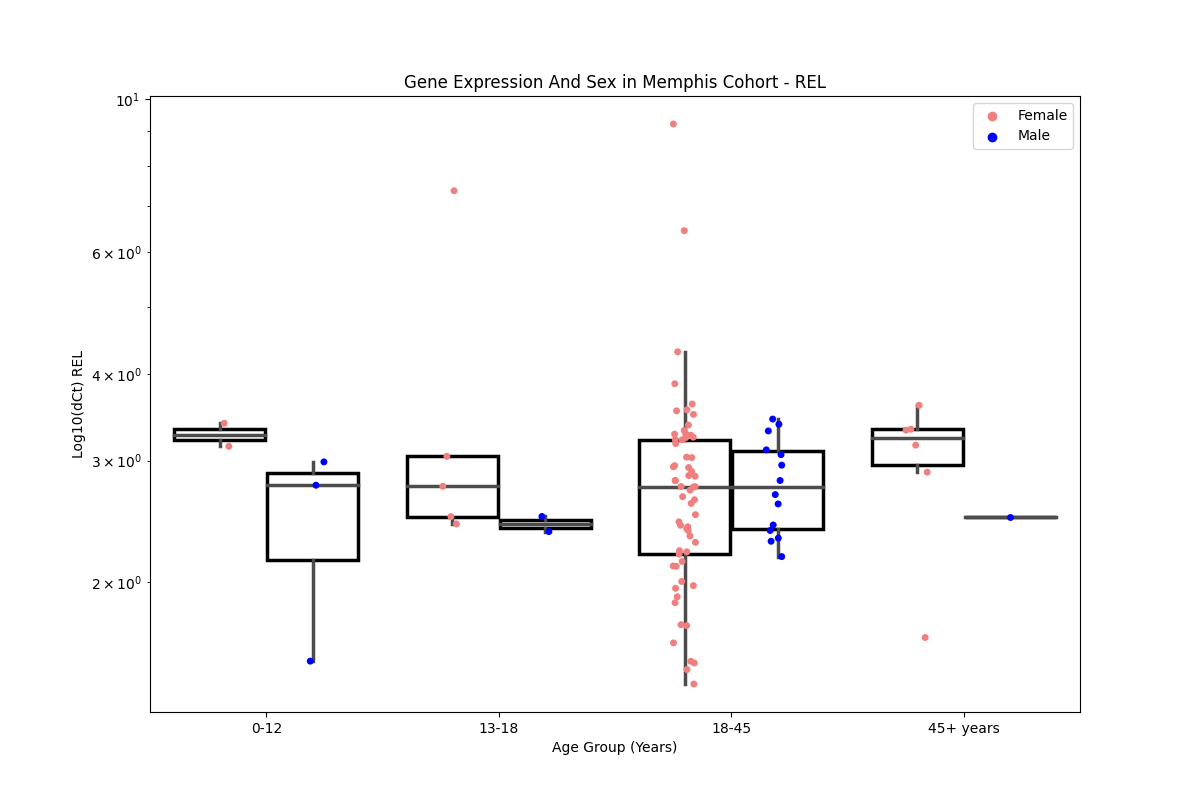 Gene Expression And Sex in Memphis Cohort - REL
Female
Male
Log10(dCt) REL
10¹
6 × 10⁰
4 × 10⁰
3 × 10⁰
2 × 10⁰
0-12
13-18
18-45
45+ years
Age Group (Years)